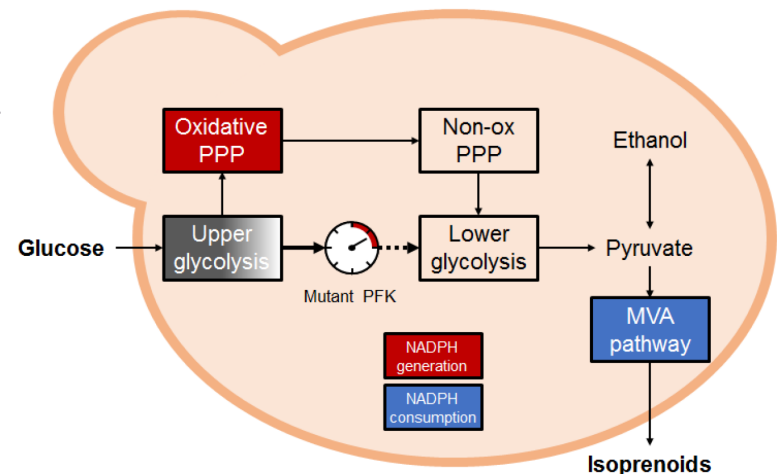 Oxidative
PPP
Non-ox
PPP
Ethanol
Glucose
Upper
glycolysis
Mutant PFK
Lower
glycolysis
Pyruvate
NADPH
generation
NADPH
consumption
MVA
pathway
Isoprenoids